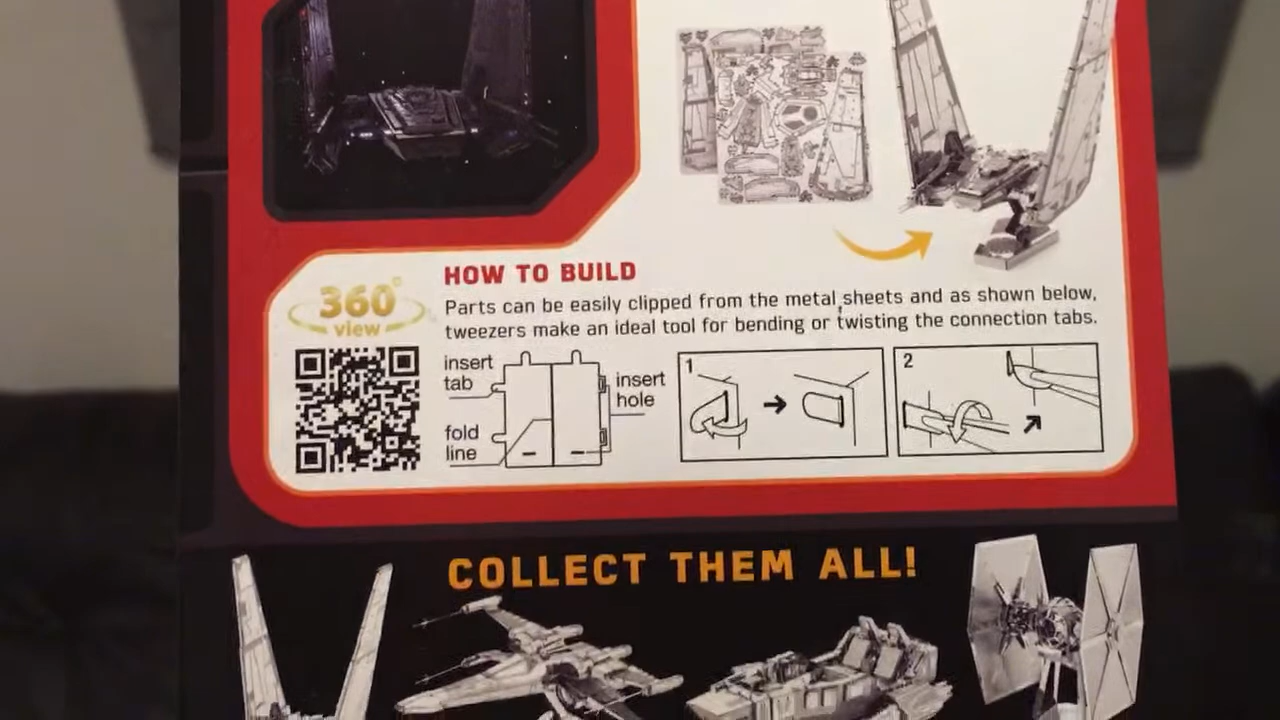 HOW TO BUILD
360°
view
Parts can be easily clipped from the metal sheets and as shown below,
tweezers make an ideal tool for bending or twisting the connection tabs.
insert
tab
fold
line
insert
hole
1
2
COLLECT THEM ALL!